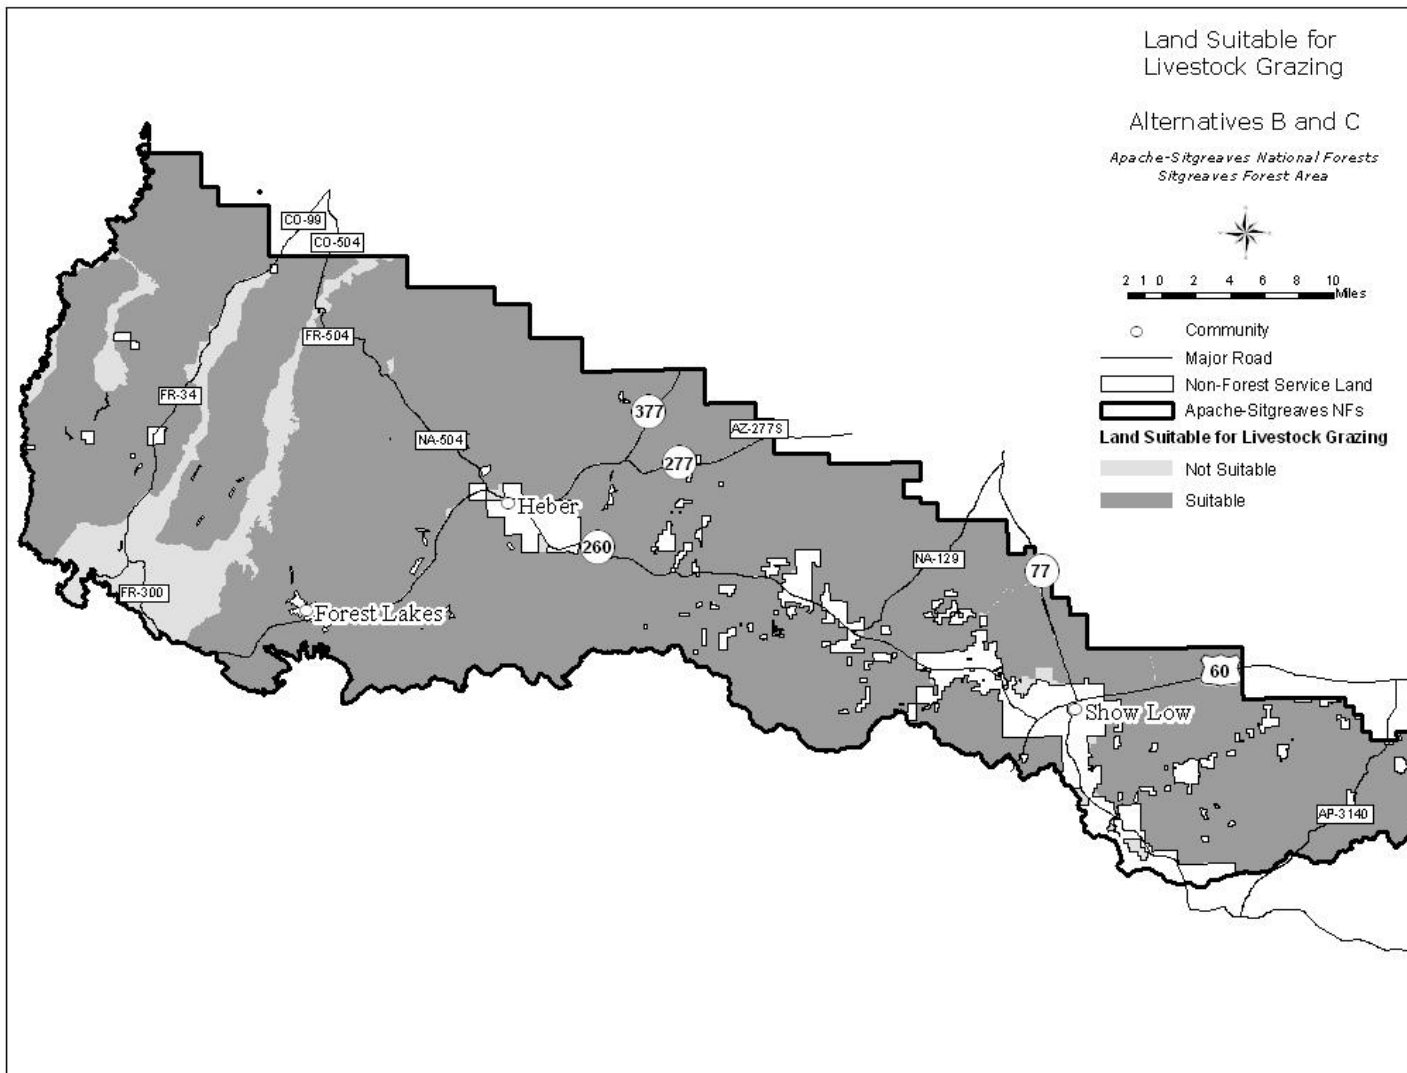 Land Suitable for
Livestock Grazing
Alternatives B and C
Apache-Sitgreaves National Forests
Sitgreaves Forest Area
2 1 0 2 4 6 8 10
Miles
Community
Major Road
Non-Forest Service Land
Apache-Sitgreaves NFs
Land Suitable for Livestock Grazing
Not Suitable
Suitable
CO-99
CO-504
FR-504
FR-34
377
AZ-277S
NA-504
277
Heber
260
NA-129
77
FR-300
Forest Lakes
60
Show Low
AP-3140